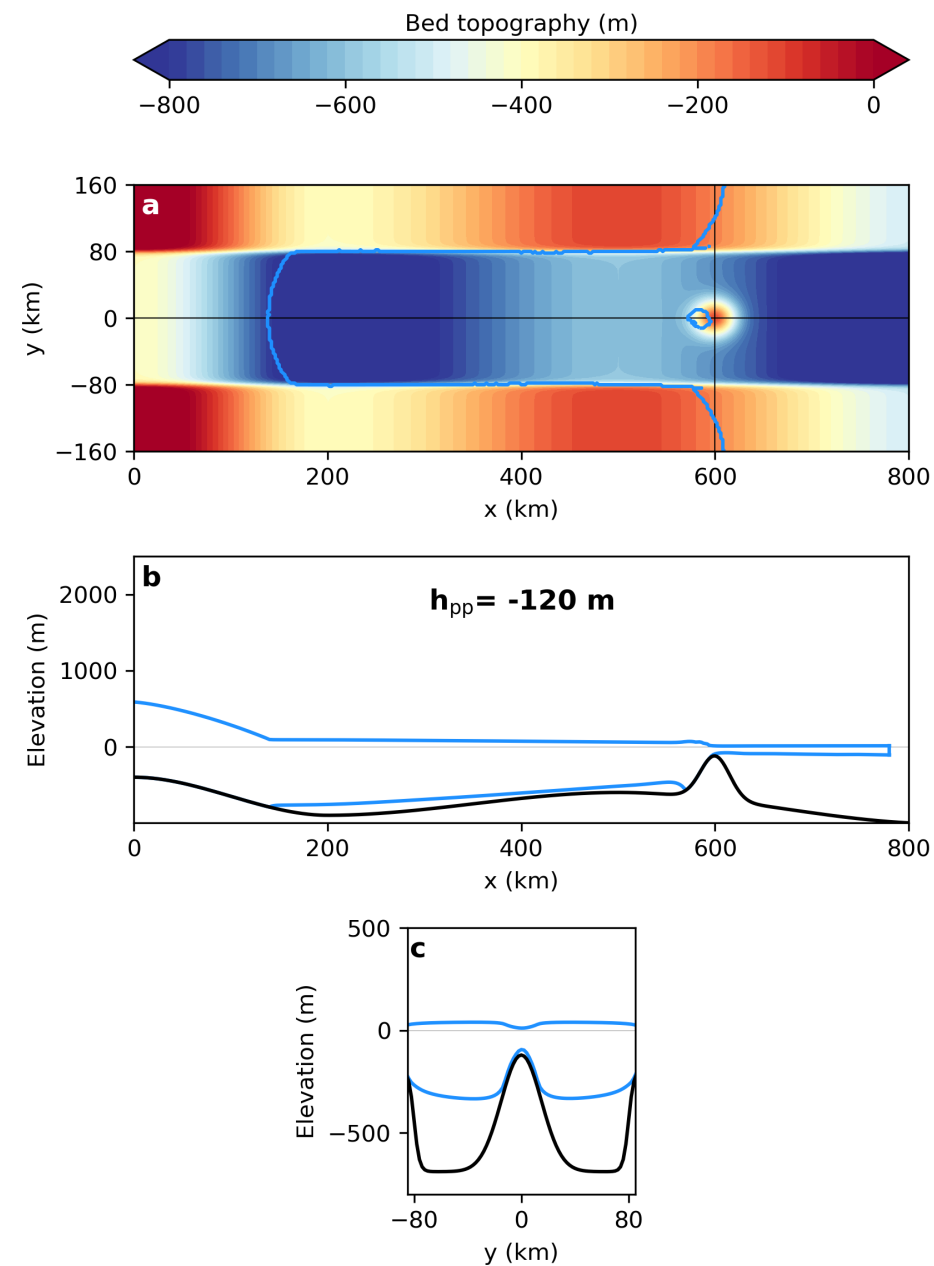 Bed topography (m)
−800 −600 −400 −200 0
160
a
80
0
−80
−160
y (km)
0 200 400 600 800
x (km)
b
h_pp= -120 m
2000
1000
0
Elevation (m)
0 200 400 600 800
x (km)
500
c
0
−500
Elevation (m)
−80 0 80
y (km)